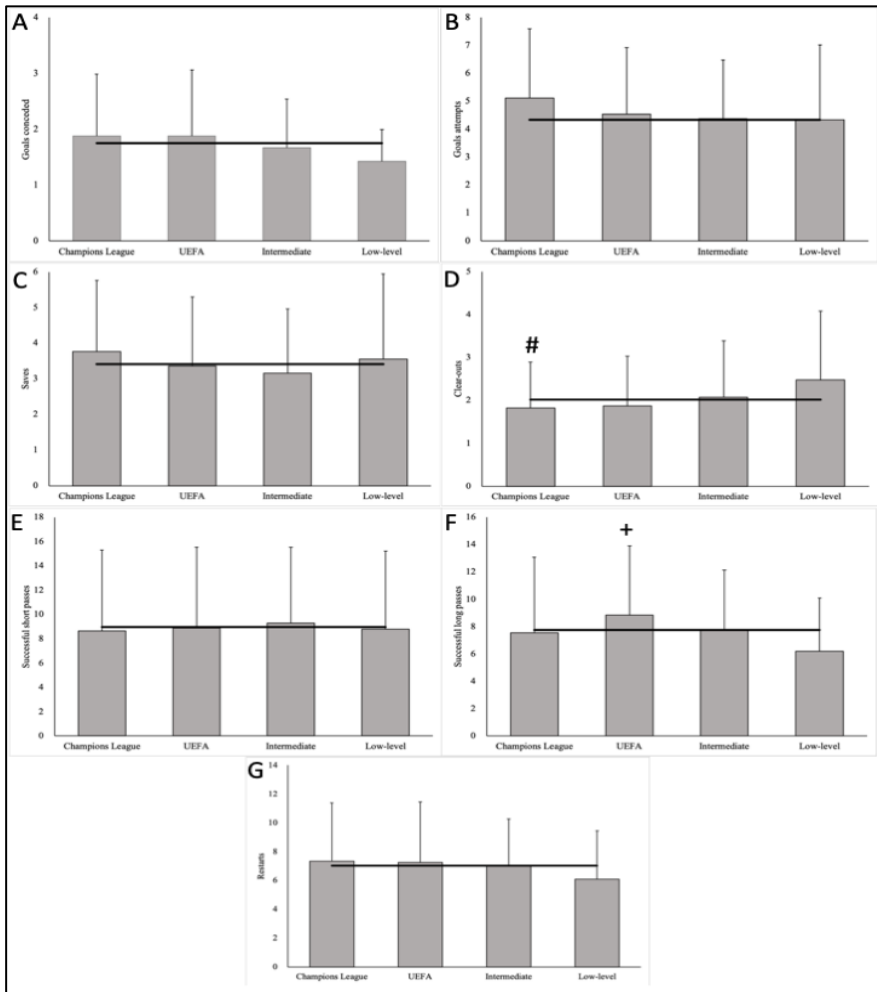 A
4
3
2
1
0
Goals conceded
Champions League UEFA Intermediate Low-level
B
8
7
6
5
4
3
2
1
0
Goals attempts
Champions League UEFA Intermediate Low-level
C
6
5
4
3
2
1
0
Saves
Champions League UEFA Intermediate Low-level
D
5
4
3
2
1
0
Clear-outs
#
Champions League UEFA Intermediate Low-level
E
18
16
14
12
10
8
6
4
2
0
Successful short passes
Champions League UEFA Intermediate Low-level
F
16
14
12
10
8
6
4
2
0
Successful long passes
+
Champions League UEFA Intermediate Low-level
G
14
12
10
8
6
4
2
0
Restarts
Champions League UEFA Intermediate Low-level